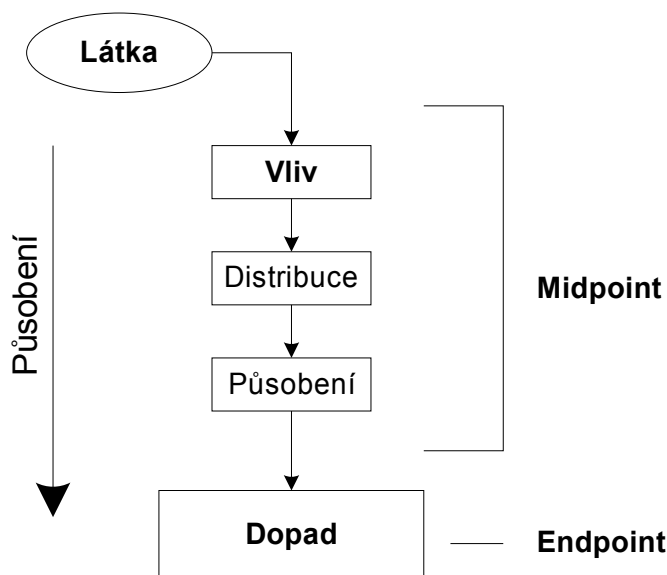 Látka
Vliv
Distribuce
Působení
Působení
Midpoint
Dopad
Endpoint